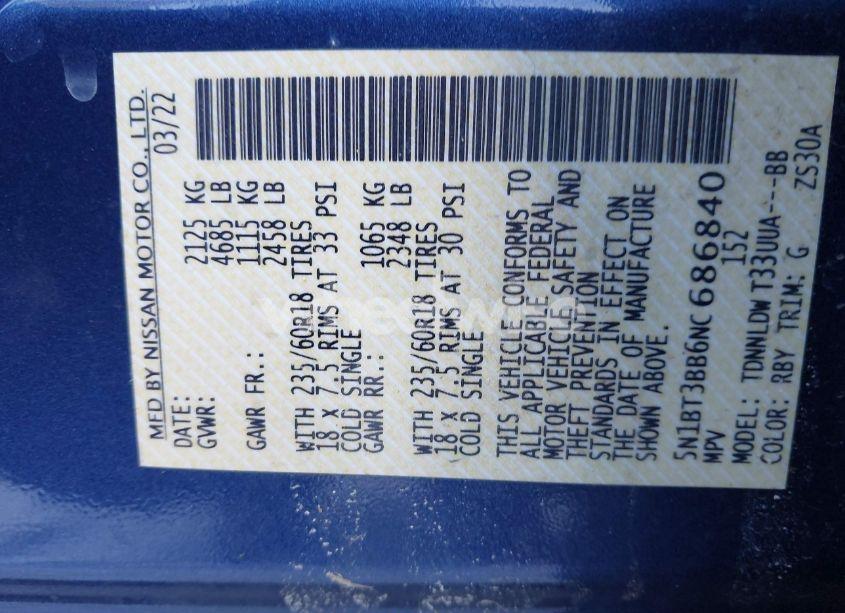 MFD BY NISSAN MOTOR CO., LTD.
DATE: 03/22
GVWR: 2125 KG
4685 LB
GAWR FR.: 1115 KG
2458 LB
WITH 235/60R18 TIRES
18 X 7.5 RIMS AT 33 PSI
COLD SINGLE
GAWR RR.: 1065 KG
2348 LB
WITH 235/60R18 TIRES
18 X 7.5 RIMS AT 30 PSI
COLD SINGLE
THIS VEHICLE CONFORMS TO
ALL APPLICABLE FEDERAL
MOTOR VEHICLE SAFETY AND
THEFT PREVENTION
STANDARDS IN EFFECT ON
THE DATE OF MANUFACTURE
SHOWN ABOVE.
5N1BT3BB6NC686840
MPV 152
MODEL: TDNNLDW T33UUA---BB
COLOR: RBY TRIM: G ZS30A